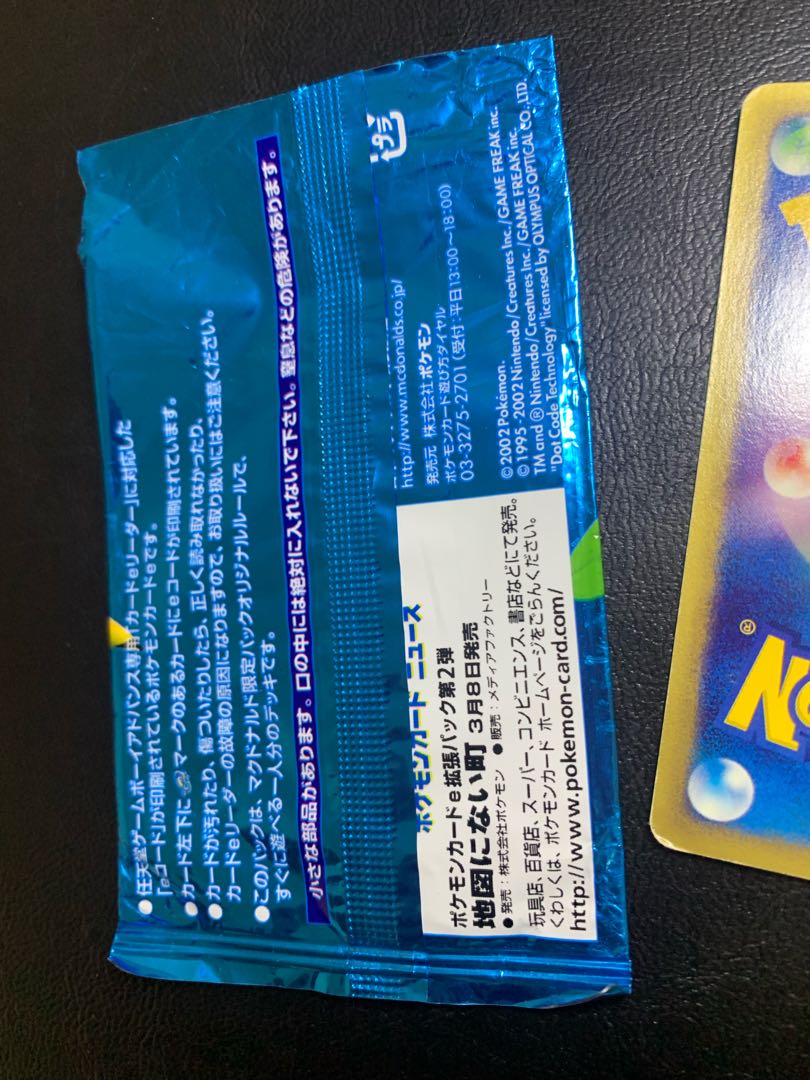 ●任天堂ゲームボーイアドバンス専用「カードeリーダー」に対応した
「eコード」が印刷されているポケモンカードeです。
●カード左下に マークのあるカードにeコードが印刷されています。
●カードが汚れたり、傷ついたりしたら、正しく読み取れなかったり、
カードeリーダーの故障の原因になりますので、お取り扱いにはご注意ください。
●このパックは、マクドナルド限定パックオリジナルルールで、
すぐに遊べる一人分のデッキです。
小さな部品があります。口の中には絶対に入れないで下さい。窒息などの危険があります。
ポケモンカード ニュース
ポケモンカードe拡張パック第2弾
地図にない町 3月8日発売
●発売：株式会社ポケモン ●販売：メディアファクトリー
玩具店、百貨店、スーパー、コンビニエンス、書店などにて発売。
くわしくは、ポケモンカード ホームページをごらんください。
http://www.pokemon-card.com/
http://www.mcdonalds.co.jp/
発売元 株式会社ポケモン
ポケモンカード遊び方ダイヤル
03-3275-2701（受付：平日13:00～18:00）
©2002 Pokémon.
©1995-2002 Nintendo/Creatures Inc./GAME FREAK inc.
TM and ® Nintendo/Creatures Inc./GAME FREAK inc.
"Dot Code Technology" licensed by OLYMPUS OPTICAL CO.,LTD.
プラ
®